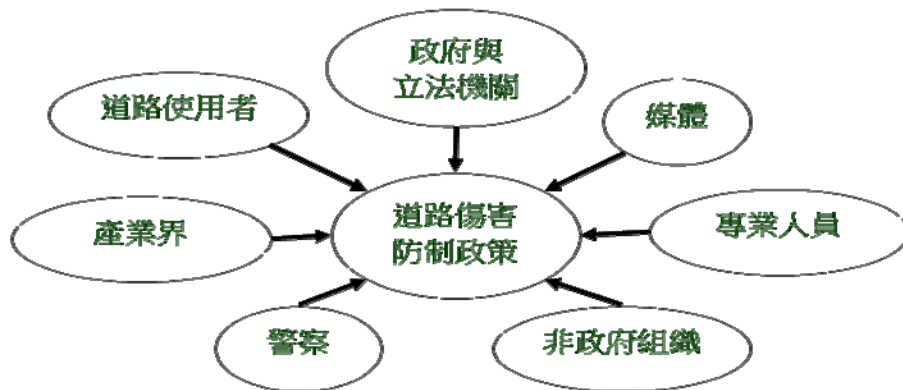 政府與
立法機關
道路使用者
媒體
道路傷害
防制政策
產業界
專業人員
警察
非政府組織